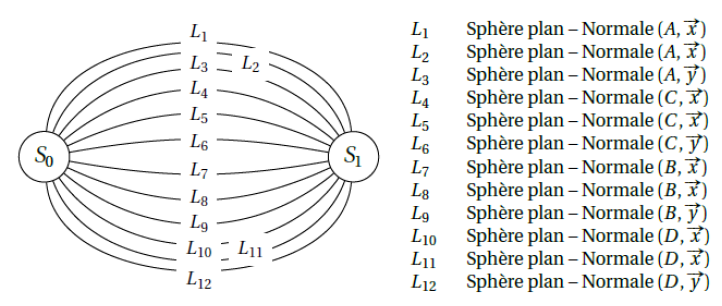 L₁
L₃ L₂
L₄
L₅
L₆
S₀ S₁
L₇
L₈
L₉
L₁₀ L₁₁
L₁₂
L₁ Sphère plan – Normale (A, x⃗)
L₂ Sphère plan – Normale (A, x⃗)
L₃ Sphère plan – Normale (A, y⃗)
L₄ Sphère plan – Normale (C, x⃗)
L₅ Sphère plan – Normale (C, x⃗)
L₆ Sphère plan – Normale (C, y⃗)
L₇ Sphère plan – Normale (B, x⃗)
L₈ Sphère plan – Normale (B, x⃗)
L₉ Sphère plan – Normale (B, y⃗)
L₁₀ Sphère plan – Normale (D, x⃗)
L₁₁ Sphère plan – Normale (D, x⃗)
L₁₂ Sphère plan – Normale (D, y⃗)